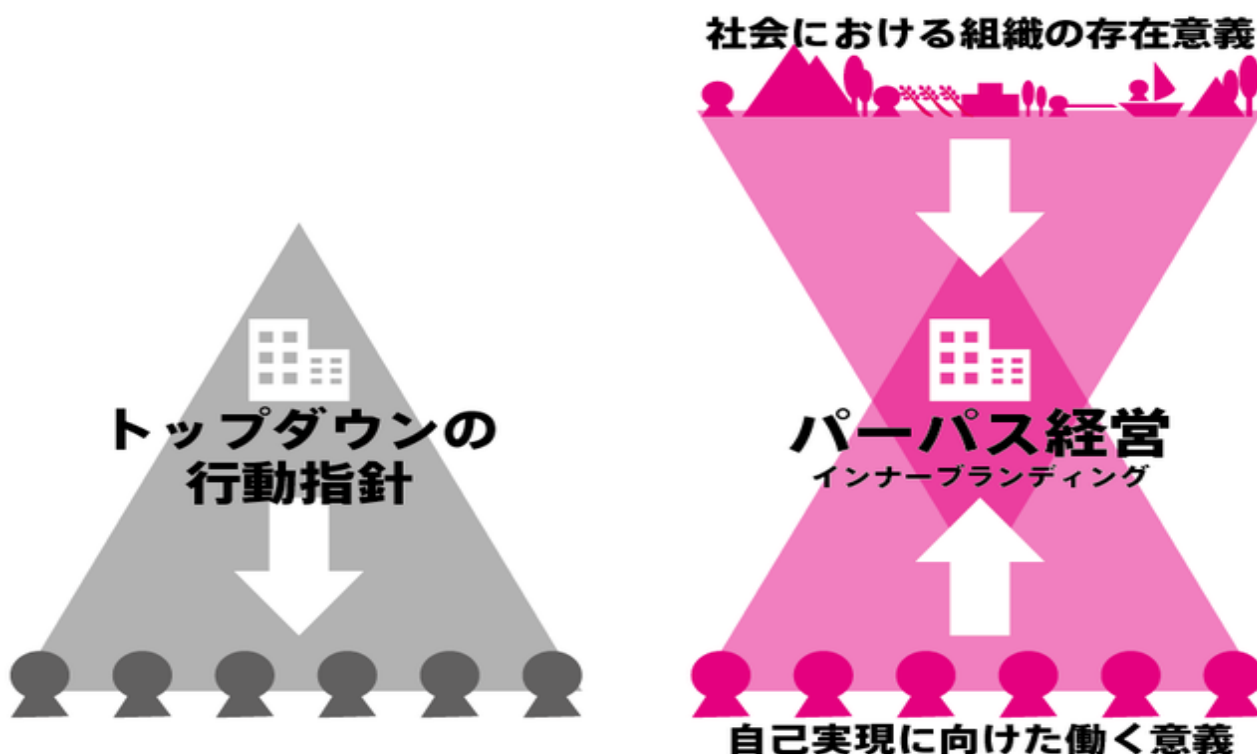 社会における組織の存在意義
トップダウンの
行動指針
パーパス経営
インナーブランディング
自己実現に向けた働く意義